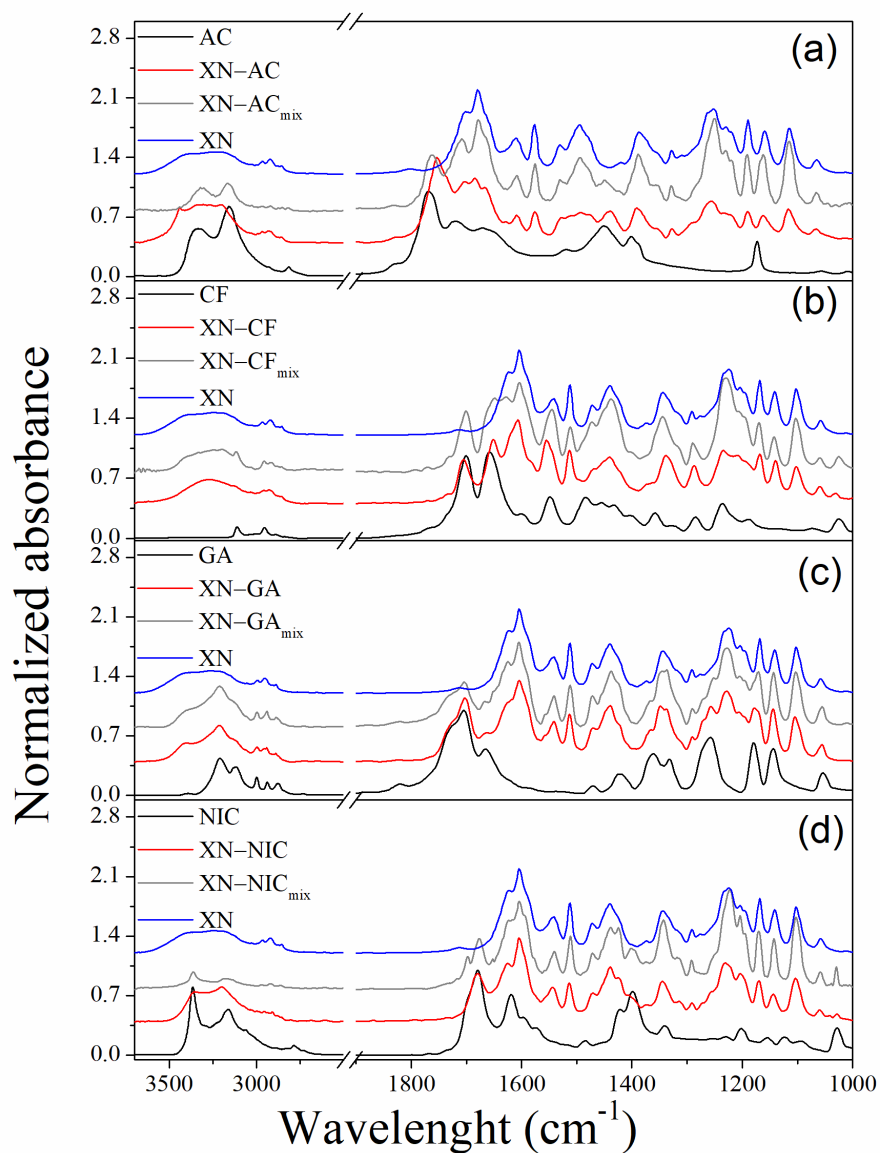 Normalized absorbance
2.8
2.1
1.4
0.7
0.0
AC
XN–AC
XN–ACmix
XN
(a)
2.8
2.1
1.4
0.7
0.0
CF
XN–CF
XN–CFmix
XN
(b)
2.8
2.1
1.4
0.7
0.0
GA
XN–GA
XN–GAmix
XN
(c)
2.8
2.1
1.4
0.7
0.0
NIC
XN–NIC
XN–NICmix
XN
(d)
3500 3000 1800 1600 1400 1200 1000
Wavelenght (cm-1)